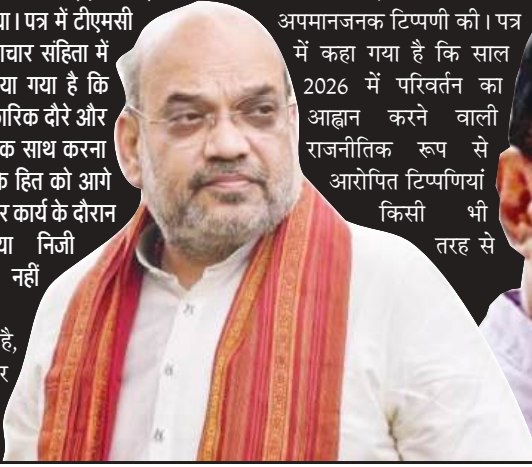 या। पत्र में टीएमसी
चार संहिता में
या गया है कि
रिक दौरे और
क साथ करना
क हित को आगे
र कार्य के दौरान
या निजी
नहीं
है,
र
अपमानजनक टिप्पणी की। पत्र
में कहा गया है कि साल
2026 में परिवर्तन का
आह्वान करने वाली
राजनीतिक रूप से
आरोपित टिप्पणियां
किसी भी
तरह से